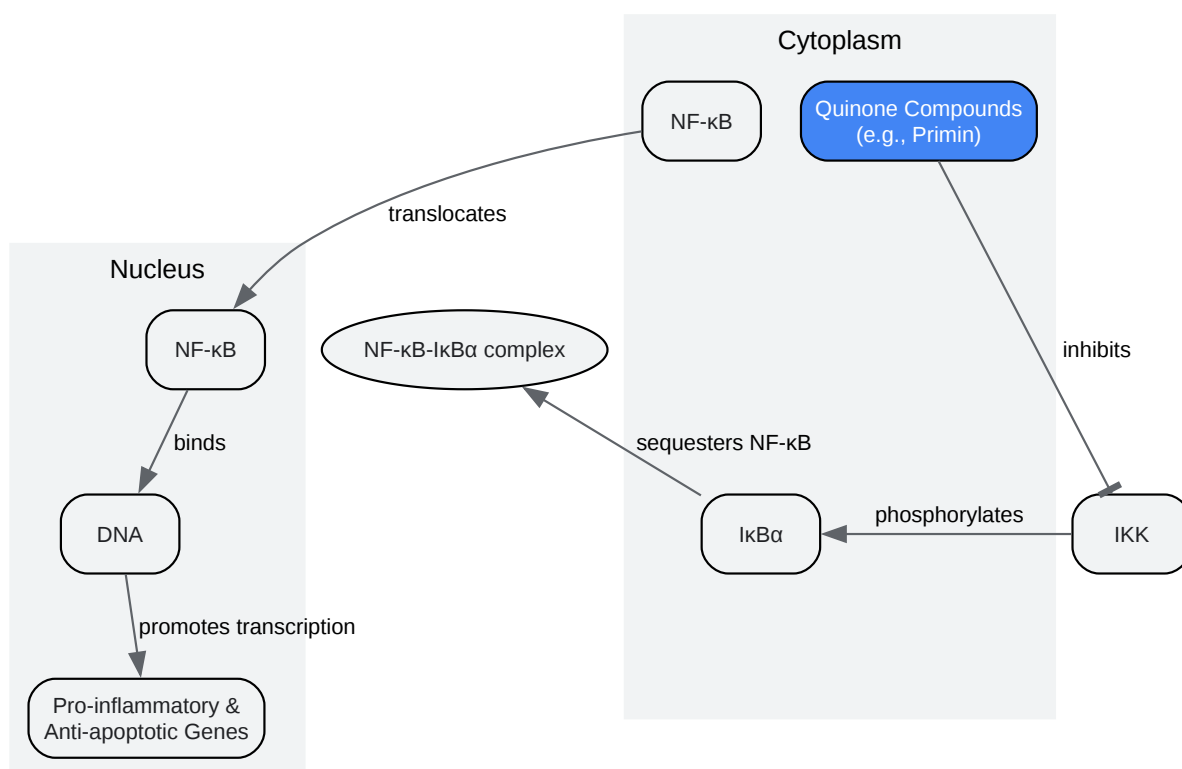 Cytoplasm
NF-κB
Quinone Compounds
(e.g., Primin)
translocates
Nucleus
NF-κB
NF-κB-IκBα complex
inhibits
binds
sequesters NF-κB
DNA
IκBα
phosphorylates
IKK
promotes transcription
Pro-inflammatory &
Anti-apoptotic Genes